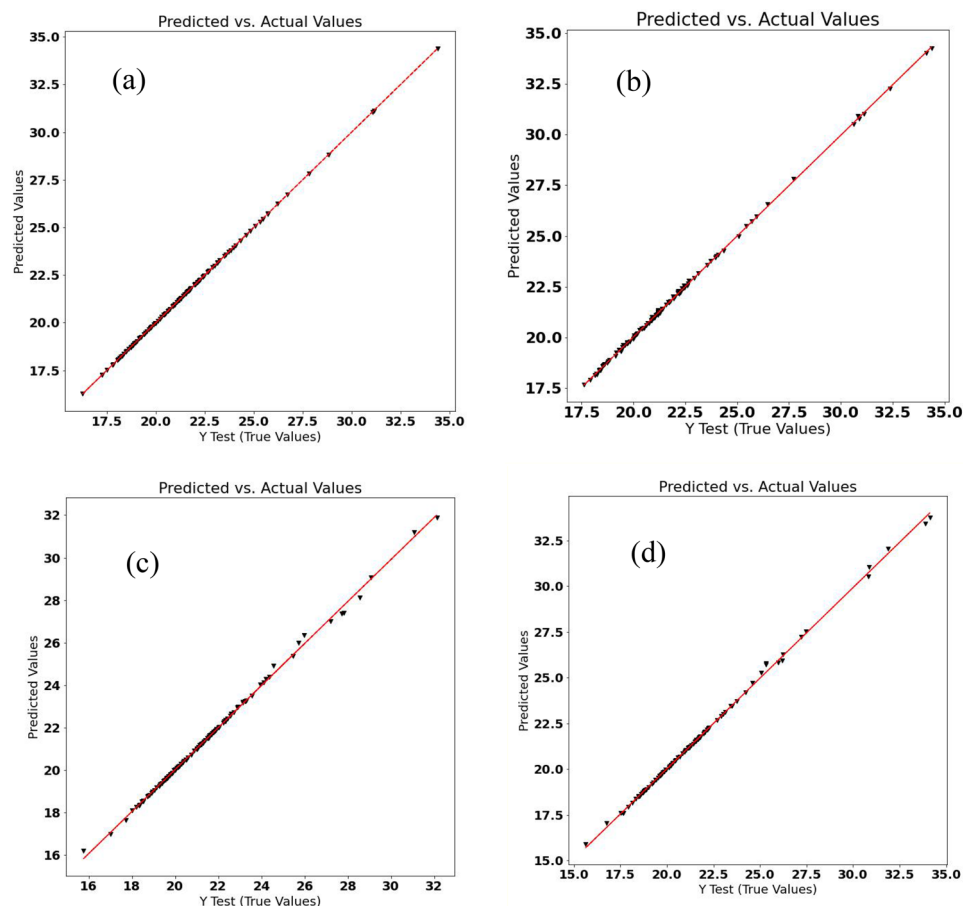 Predicted vs. Actual Values
(a)
35.0
32.5
30.0
27.5
25.0
22.5
20.0
17.5
Predicted Values
17.5 20.0 22.5 25.0 27.5 30.0 32.5 35.0
Y Test (True Values)
Predicted vs. Actual Values
(b)
35.0
32.5
30.0
27.5
25.0
22.5
20.0
17.5
Predicted Values
17.5 20.0 22.5 25.0 27.5 30.0 32.5 35.0
Y Test (True Values)
Predicted vs. Actual Values
(c)
32
30
28
26
24
22
20
18
16
Predicted Values
16 18 20 22 24 26 28 30 32
Y Test (True Values)
Predicted vs. Actual Values
(d)
32.5
30.0
27.5
25.0
22.5
20.0
17.5
15.0
Predicted Values
15.0 17.5 20.0 22.5 25.0 27.5 30.0 32.5 35.0
Y Test (True Values)